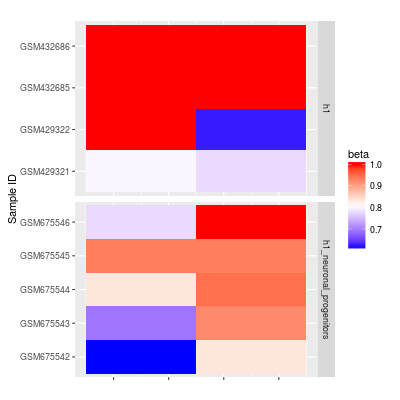 GSM432686
GSM432685
GSM429322
GSM429321
h1
GSM675546
GSM675545
GSM675544
GSM675543
GSM675542
h1_neuronal_progenitors
Sample ID
beta
1.0
0.9
0.8
0.7